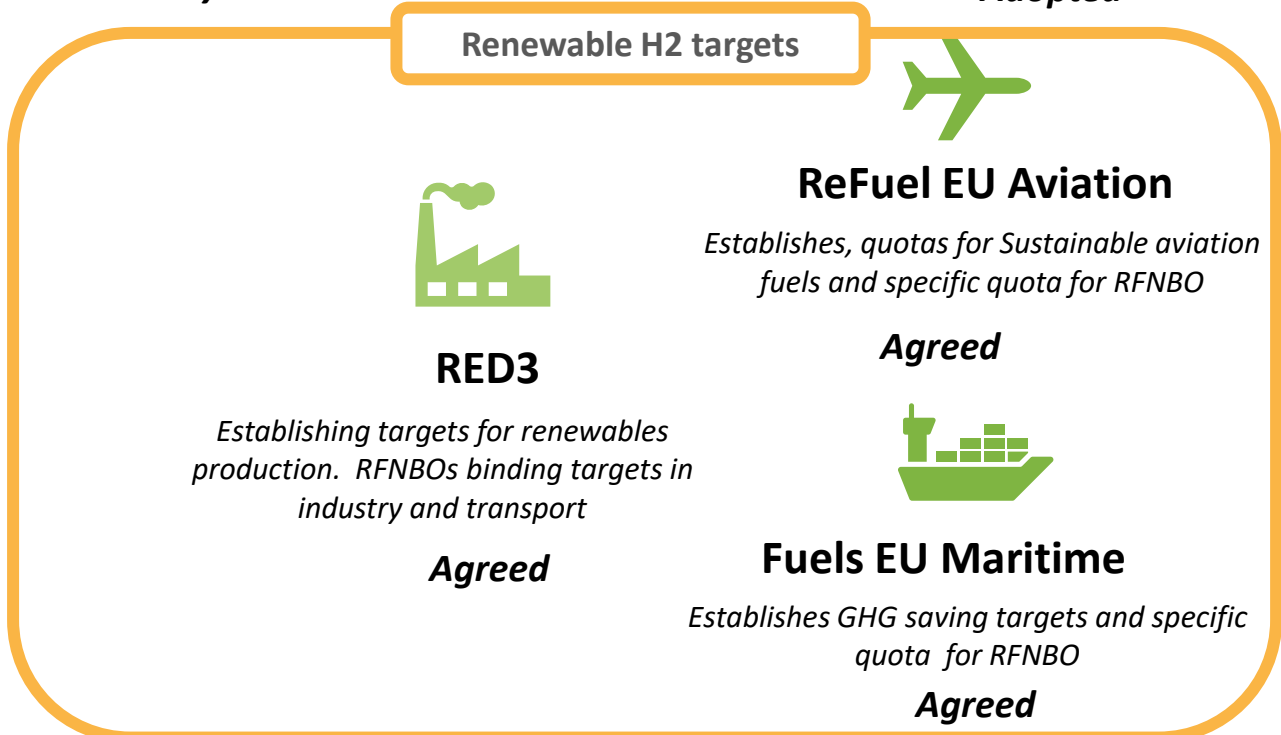 Adopted
Renewable H2 targets
ReFuel EU Aviation
Establishes, quotas for Sustainable aviation
fuels and specific quota for RFNBO
Agreed
RED3
Establishing targets for renewables
production.  RFNBOs binding targets in
industry and transport
Agreed
Fuels EU Maritime
Establishes GHG saving targets and specific
quota  for RFNBO
Agreed